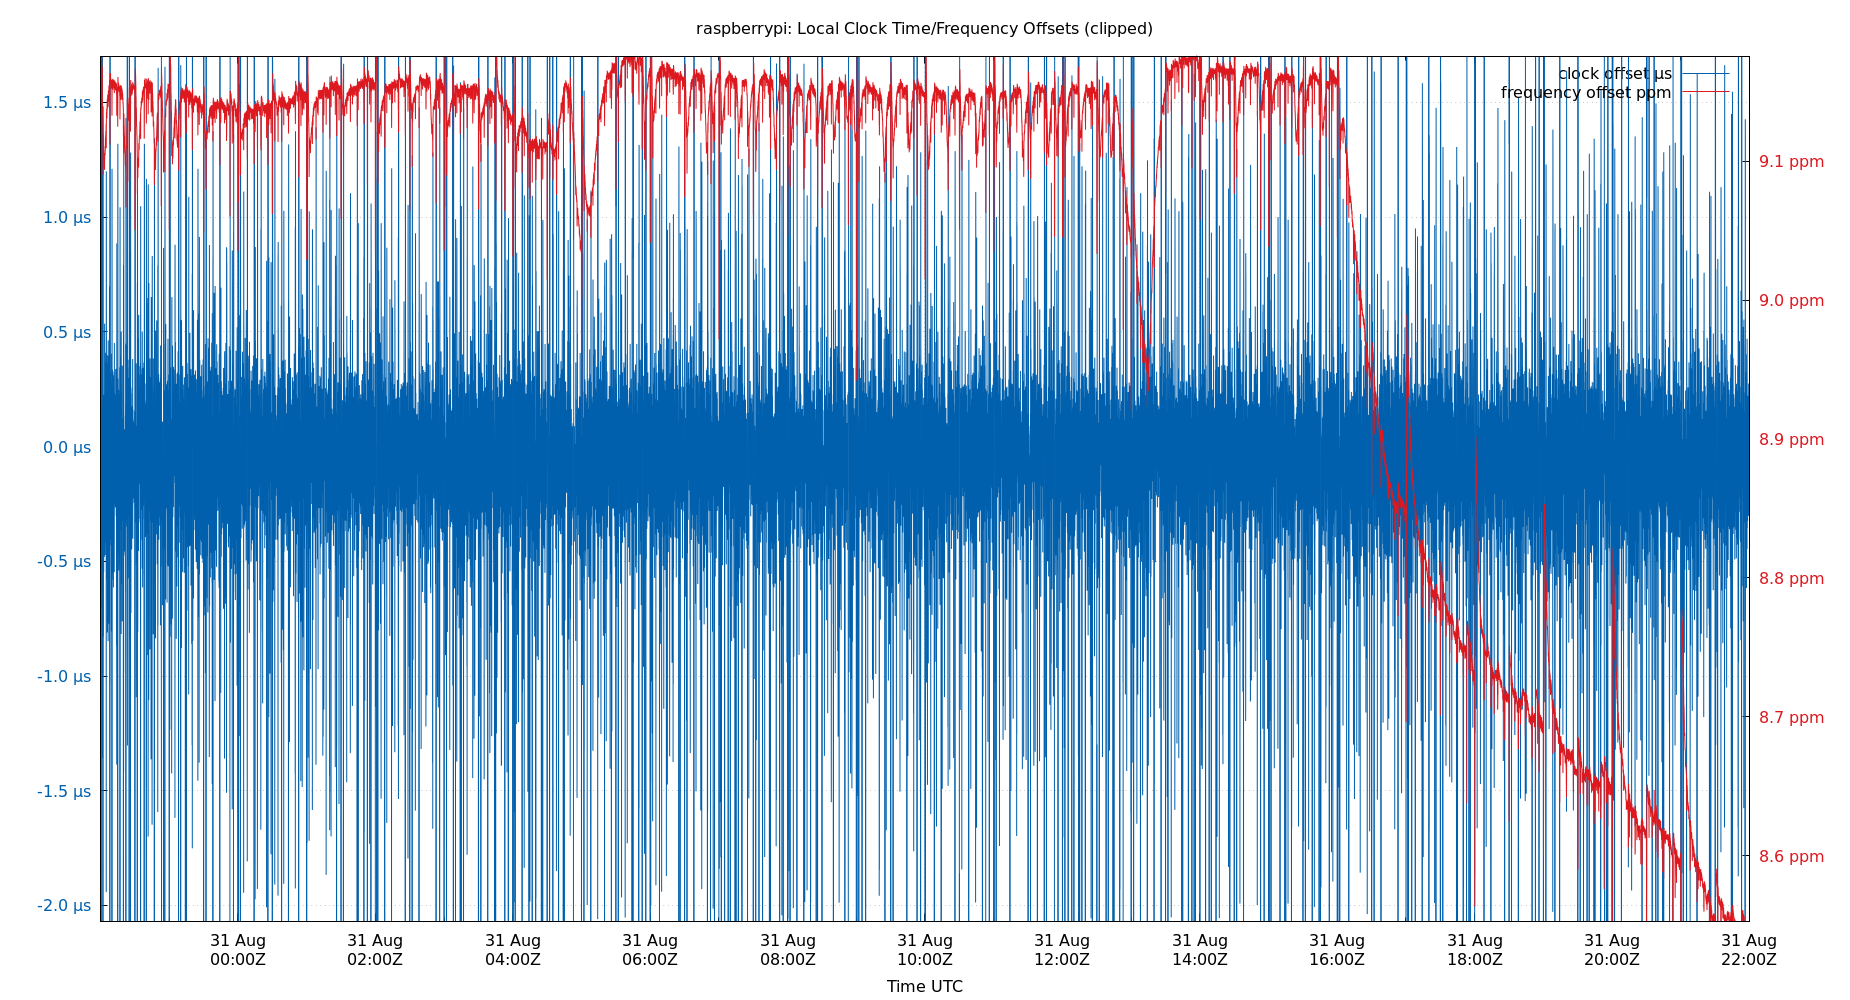 raspberrypi: Local Clock Time/Frequency Offsets (clipped)
clock offset µs
frequency offset ppm
1.5 µs
1.0 µs
0.5 µs
0.0 µs
-0.5 µs
-1.0 µs
-1.5 µs
-2.0 µs
9.1 ppm
9.0 ppm
8.9 ppm
8.8 ppm
8.7 ppm
8.6 ppm
31 Aug 31 Aug 31 Aug 31 Aug 31 Aug 31 Aug 31 Aug 31 Aug 31 Aug 31 Aug 31 Aug 31 Aug
00:00Z 02:00Z 04:00Z 06:00Z 08:00Z 10:00Z 12:00Z 14:00Z 16:00Z 18:00Z 20:00Z 22:00Z
Time UTC